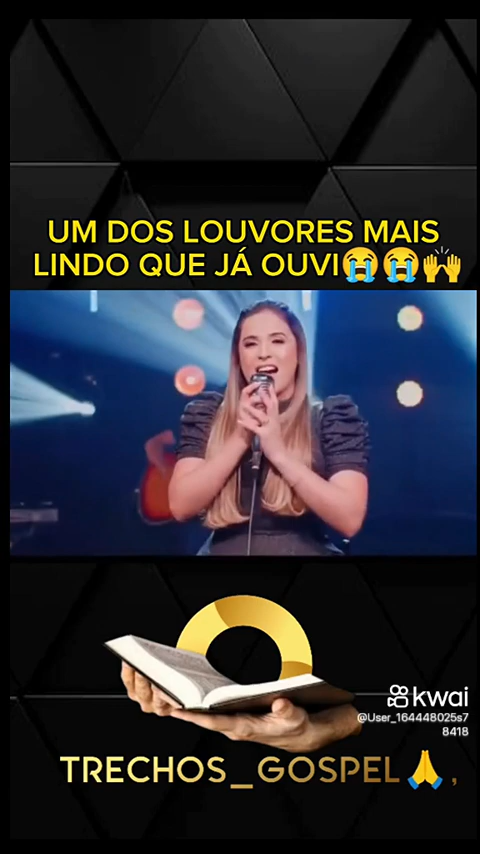 UM DOS LOUVORES MAIS
LINDO QUE JÁ OUVI😭😭🙌
kwai
@User_164448025s7
8418
TRECHOS_GOSPEL🙏,